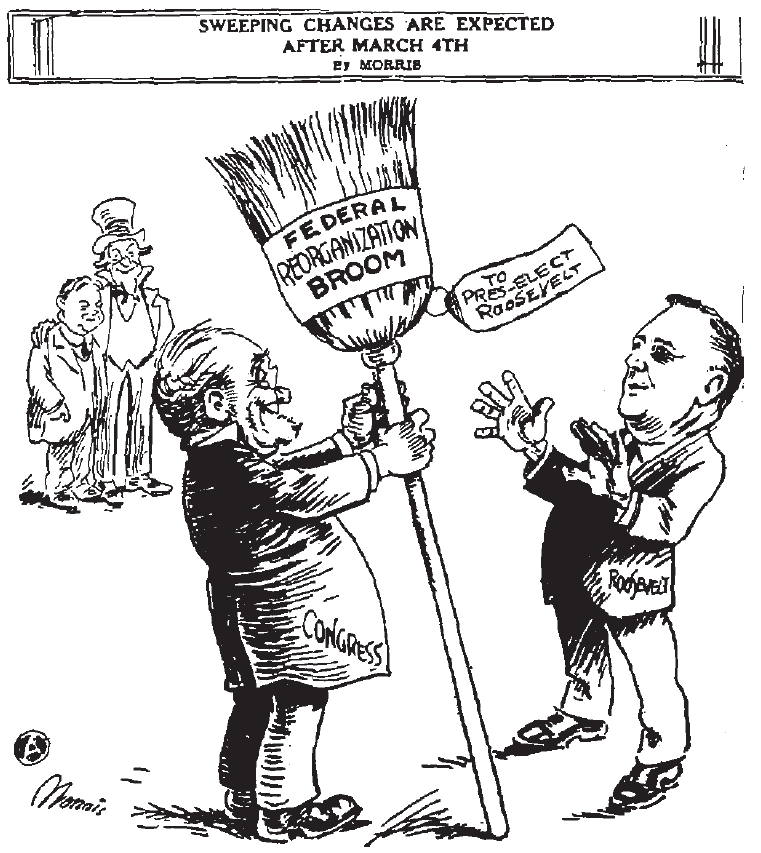 SWEEPING CHANGES ARE EXPECTED
AFTER MARCH 4TH
BY MORRIS
FEDERAL
REORGANIZATION
BROOM
TO
PRES-ELECT
ROOSEVELT
ROOSEVELT
CONGRESS
A
Morris